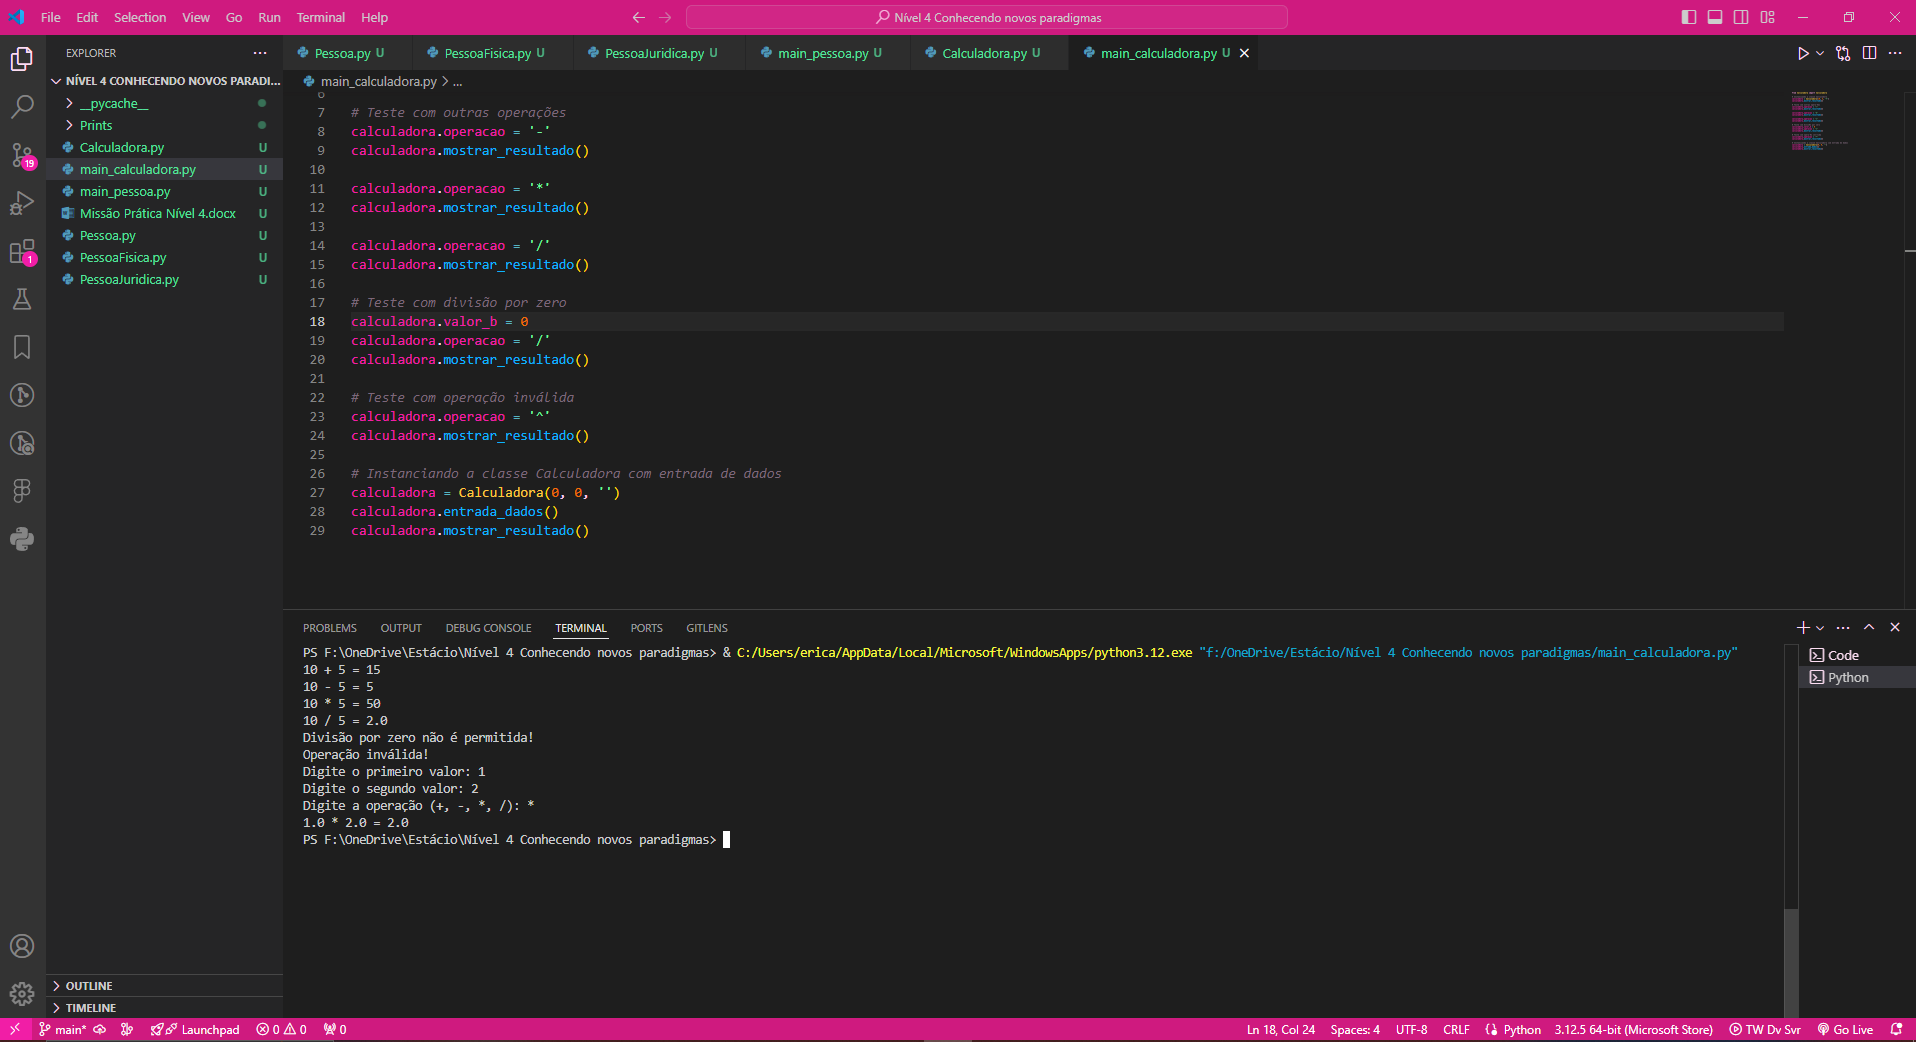 File Edit Selection View Go Run Terminal Help
Nível 4 Conhecendo novos paradigmas
EXPLORER
NÍVEL 4 CONHECENDO NOVOS PARADI...
__pycache__
Prints
Calculadora.py U
main_calculadora.py U
main_pessoa.py U
Missão Prática Nível 4.docx U
Pessoa.py U
PessoaFisica.py U
PessoaJuridica.py U
19
1
OUTLINE
TIMELINE
Pessoa.py U PessoaFisica.py U PessoaJuridica.py U main_pessoa.py U Calculadora.py U main_calculadora.py U
main_calculadora.py > ...
6
7 # Teste com outras operações
8 calculadora.operacao = '-'
9 calculadora.mostrar_resultado()
10
11 calculadora.operacao = '*'
12 calculadora.mostrar_resultado()
13
14 calculadora.operacao = '/'
15 calculadora.mostrar_resultado()
16
17 # Teste com divisão por zero
18 calculadora.valor_b = 0
19 calculadora.operacao = '/'
20 calculadora.mostrar_resultado()
21
22 # Teste com operação inválida
23 calculadora.operacao = '^'
24 calculadora.mostrar_resultado()
25
26 # Instanciando a classe Calculadora com entrada de dados
27 calculadora = Calculadora(0, 0, '')
28 calculadora.entrada_dados()
29 calculadora.mostrar_resultado()
PROBLEMS OUTPUT DEBUG CONSOLE TERMINAL PORTS GITLENS
PS F:\OneDrive\Estácio\Nível 4 Conhecendo novos paradigmas> & C:/Users/erica/AppData/Local/Microsoft/WindowsApps/python3.12.exe "f:/OneDrive/Estácio/Nível 4 Conhecendo novos paradigmas/main_calculadora.py"
10 + 5 = 15
10 - 5 = 5
10 * 5 = 50
10 / 5 = 2.0
Divisão por zero não é permitida!
Operação inválida!
Digite o primeiro valor: 1
Digite o segundo valor: 2
Digite a operação (+, -, *, /): *
1.0 * 2.0 = 2.0
PS F:\OneDrive\Estácio\Nível 4 Conhecendo novos paradigmas>
Code
Python
main* Launchpad 0 0 0 Ln 18, Col 24 Spaces: 4 UTF-8 CRLF Python 3.12.5 64-bit (Microsoft Store) TW Dv Svr Go Live